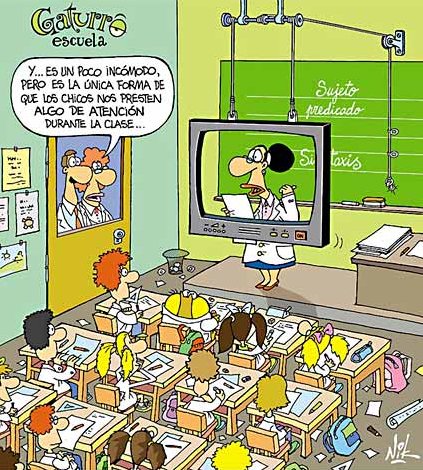 Gaturro
escuela
Y... ES UN POCO INCÓMODO,
PERO ES LA ÚNICA FORMA DE
QUE LOS CHICOS NOS PRESTEN
ALGO DE ATENCIÓN
DURANTE LA CLASE...
Sujeto
predicado
Sintaxis
ON
NIK